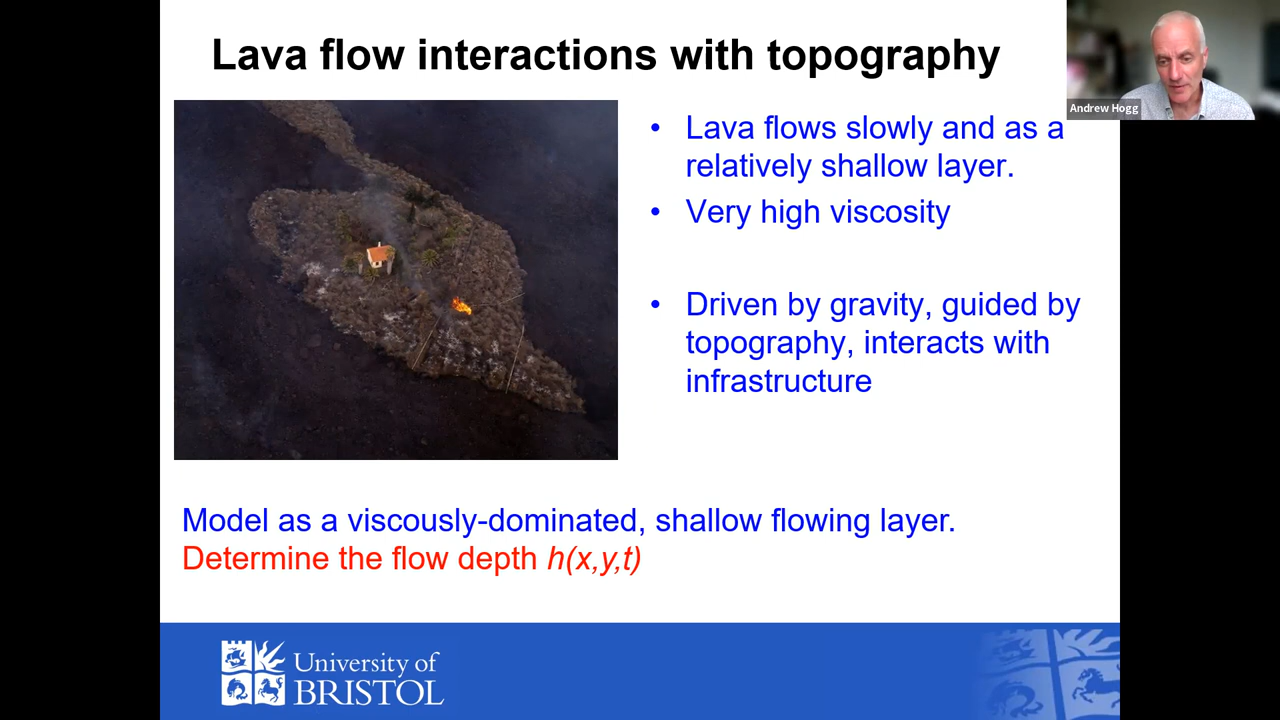 Lava flow interactions with topography
Andrew Hogg
• Lava flows slowly and as a
relatively shallow layer.
• Very high viscosity
• Driven by gravity, guided by
topography, interacts with
infrastructure
Model as a viscously-dominated, shallow flowing layer.
Determine the flow depth h(x,y,t)
University of
BRISTOL